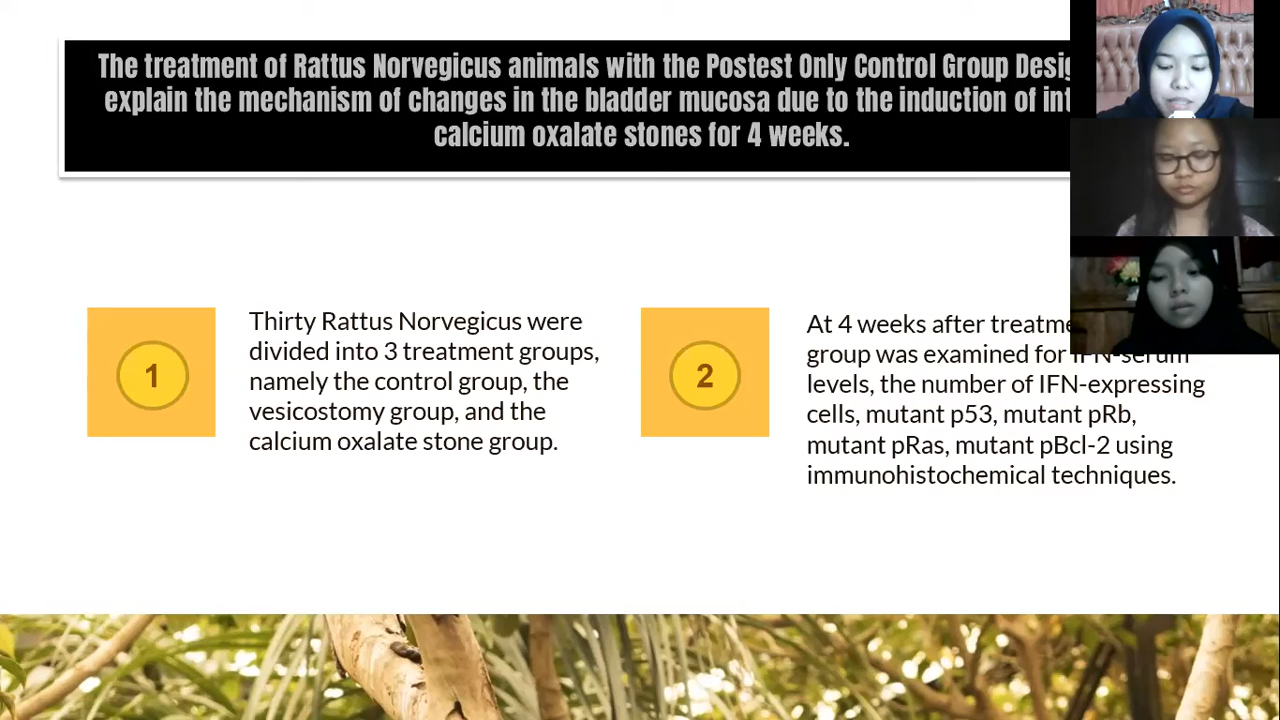 The treatment of Rattus Norvegicus animals with the Postest Only Control Group
explain the mechanism of changes in the bladder mucosa due to the induction of
calcium oxalate stones for 4 weeks.
1
Thirty Rattus Norvegicus were
divided into 3 treatment groups,
namely the control group, the
vesicostomy group, and the
calcium oxalate stone group.
2
At 4 weeks after
group was examined for IFN-serum
levels, the number of IFN-expressing
cells, mutant p53, mutant pRb,
mutant pRas, mutant pBcl-2 using
immunohistochemical techniques.